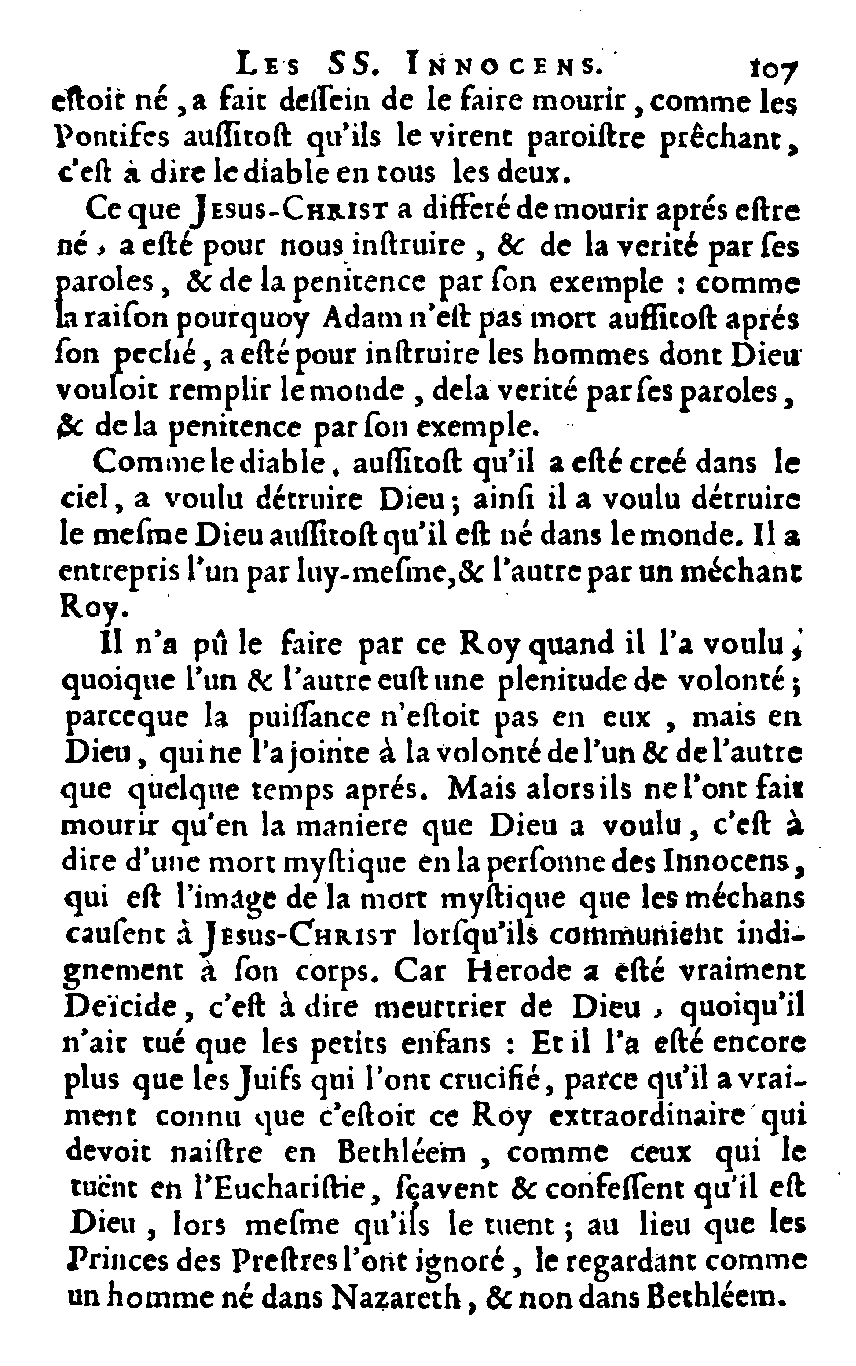 LES SS. INNOCENS. 107
eſtoit né, a fait deſſein de le faire mourir, comme les
Pontifes auſſitoſt qu'ils le virent paroiſtre prêchant,
c'eſt à dire le diable en tous les deux.
Ce que JESUS-CHRIST a differé de mourir aprés eſtre
né, a eſté pour nous inſtruire, & de la verité par ſes
paroles, & de la penitence par ſon exemple : comme
la raiſon pourquoy Adam n'eſt pas mort auſſitoſt aprés
ſon peché, a eſté pour inſtruire les hommes dont Dieu
vouloit remplir le monde, de la verité par ſes paroles,
& de la penitence par ſon exemple.
Comme le diable, auſſitoſt qu'il a eſté creé dans le
ciel, a voulu détruire Dieu; ainſi il a voulu détruire
le meſme Dieu auſſitoſt qu'il eſt né dans le monde. Il a
entrepris l'un par luy-meſme, & l'autre par un méchant
Roy.
Il n'a pû le faire par ce Roy quand il l'a voulu;
quoique l'un & l'autre euſt une plenitude de volonté;
parceque la puiſſance n'eſtoit pas en eux, mais en
Dieu, qui ne l'a jointe à la volonté de l'un & de l'autre
que quelque temps aprés. Mais alors ils ne l'ont fait
mourir qu'en la maniere que Dieu a voulu, c'eſt à
dire d'une mort myſtique en la perſonne des Innocens,
qui eſt l'image de la mort myſtique que les méchans
cauſent à JESUS-CHRIST lorſqu'ils communient indi-
gnement à ſon corps. Car Herode a eſté vraiment
Deïcide, c'eſt à dire meurtrier de Dieu, quoiqu'il
n'ait tué que les petits enfans : Et il l'a eſté encore
plus que les Juifs qui l'ont crucifié, parce qu'il a vrai-
ment connu que c'eſtoit ce Roy extraordinaire qui
devoit naiſtre en Bethléem, comme ceux qui le
tuënt en l'Euchariſtie, ſçavent & confeſſent qu'il eſt
Dieu, lors meſme qu'ils le tuent; au lieu que les
Princes des Preſtres l'ont ignoré, le regardant comme
un homme né dans Nazareth, & non dans Bethléem.